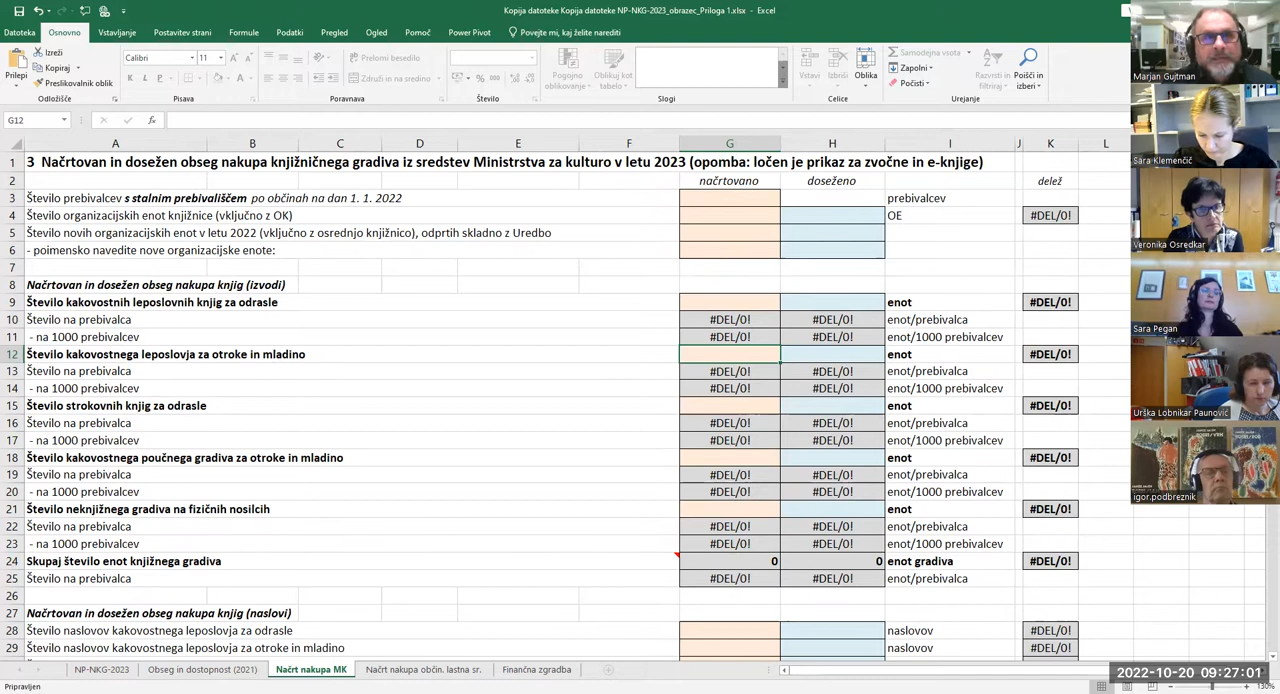 Kopija datoteke Kopija datoteke NP-NKG-2023_obrazec_Priloga 1.xlsx - Excel
Datoteka Osnovno Vstavljanje Postavitev strani Formule Podatki Pregled Ogled Pomoč Power Pivot Povejte mi, kaj želite narediti
Prilepi
Izreži
Kopiraj
Preslikovalnik oblik
Odložišče
Calibri 11
K L P
Pisava
Prelomi besedilo
Združi in na sredino
Poravnava
% 000
Število
Pogojno oblikovanje
Oblikuj kot tabelo
Slogi
Vstavi Izbriši Oblika
Celice
Samodejna vsota
Zapolni
Počisti
Razvrsti in filtriraj
Poišči in izberi
Urejanje
G12 fx
A B C D E F G H I J K L
1 3 Načrtovan in dosežen obseg nakupa knjižničnega gradiva iz sredstev Ministrstva za kulturo v letu 2023 (opomba: ločen je prikaz za zvočne in e-knjige)
2 načrtovano doseženo delež
3 Število prebivalcev s stalnim prebivališčem po občinah na dan 1. 1. 2022 prebivalcev
4 Število organizacijskih enot knjižnice (vključno z OK) OE #DEL/0!
5 Število novih organizacijskih enot v letu 2022 (vključno z osrednjo knjižnico), odprtih skladno z Uredbo
6 - poimensko navedite nove organizacijske enote:
7
8 Načrtovan in dosežen obseg nakupa knjig (izvodi)
9 Število kakovostnih leposlovnih knjig za odrasle enot #DEL/0!
10 Število na prebivalca #DEL/0! #DEL/0! enot/prebivalca
11 - na 1000 prebivalcev #DEL/0! #DEL/0! enot/1000 prebivalcev
12 Število kakovostnega leposlovja za otroke in mladino enot #DEL/0!
13 Število na prebivalca #DEL/0! #DEL/0! enot/prebivalca
14 - na 1000 prebivalcev #DEL/0! #DEL/0! enot/1000 prebivalcev
15 Število strokovnih knjig za odrasle enot #DEL/0!
16 Število na prebivalca #DEL/0! #DEL/0! enot/prebivalca
17 - na 1000 prebivalcev #DEL/0! #DEL/0! enot/1000 prebivalcev
18 Število kakovostnega poučnega gradiva za otroke in mladino enot #DEL/0!
19 Število na prebivalca #DEL/0! #DEL/0! enot/prebivalca
20 - na 1000 prebivalcev #DEL/0! #DEL/0! enot/1000 prebivalcev
21 Število neknjižnega gradiva na fizičnih nosilcih enot #DEL/0!
22 Število na prebivalca #DEL/0! #DEL/0! enot/prebivalca
23 - na 1000 prebivalcev #DEL/0! #DEL/0! enot/1000 prebivalcev
24 Skupaj število enot knjižnega gradiva 0 0 enot gradiva #DEL/0!
25 Število na prebivalca #DEL/0! #DEL/0! enot/prebivalca
26
27 Načrtovan in dosežen obseg nakupa knjig (naslovi)
28 Število naslovov kakovostnega leposlovja za odrasle naslovov #DEL/0!
29 Število naslovov kakovostnega leposlovja za otroke in mladino naslovov #DEL/0!
NP-NKG-2023 Obseg in dostopnost (2021) Načrt nakupa MK Načrt nakupa občin. lastna sr. Finančna zgradba
Pripravljen 130%
Marjan Gujtman
Sara Klemenčič
Veronika Osredkar
Sara Pegan
Urška Lobnikar Paunović
igor.podbreznik
2022-10-20 09:27:01